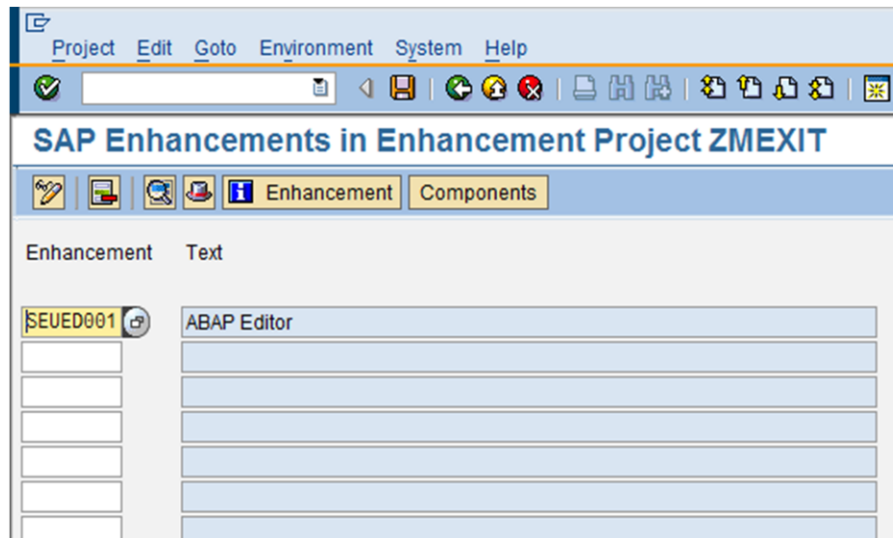 Project Edit Goto Environment System Help
SAP Enhancements in Enhancement Project ZMEXIT
Enhancement Components
Enhancement Text
SEUED001 ABAP Editor